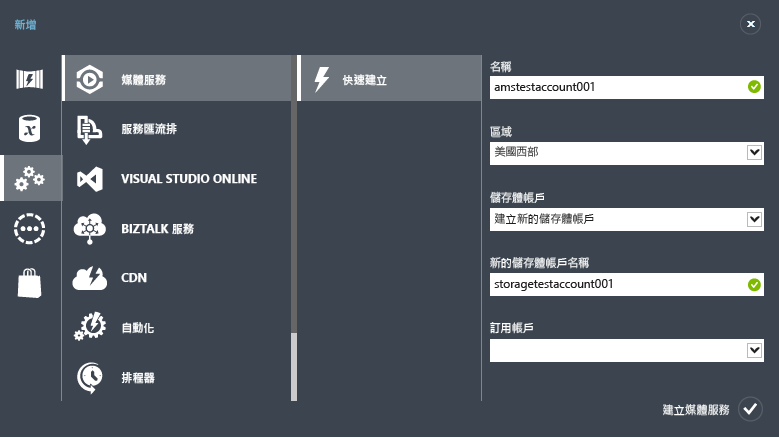 新增
媒體服務
服務匯流排
VISUAL STUDIO ONLINE
BIZTALK 服務
CDN
自動化
排程器
快速建立
名稱
amstestaccount001
區域
美國西部
儲存體帳戶
建立新的儲存體帳戶
新的儲存體帳戶名稱
storagetestaccount001
訂用帳戶
建立媒體服務